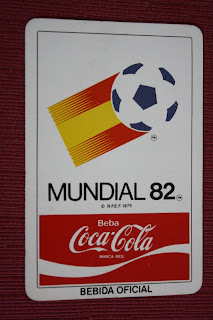 MUNDIAL 82
© R.F.E.F. 1979
Beba
Coca-Cola
MARCA REG.
BEBIDA OFICIAL